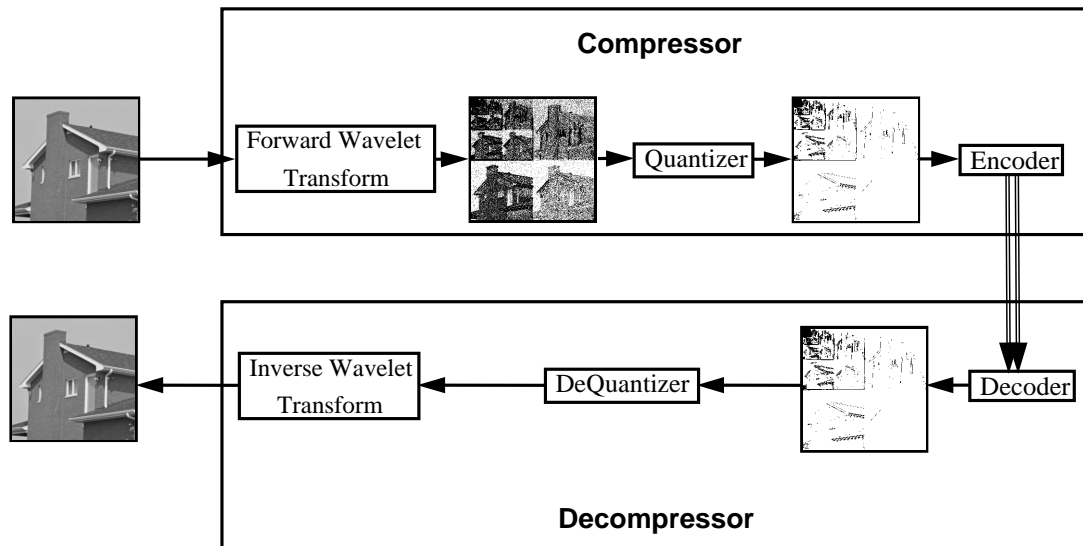 Compressor
Forward Wavelet
Transform
Quantizer
Encoder
Inverse Wavelet
Transform
DeQuantizer
Decoder
Decompressor